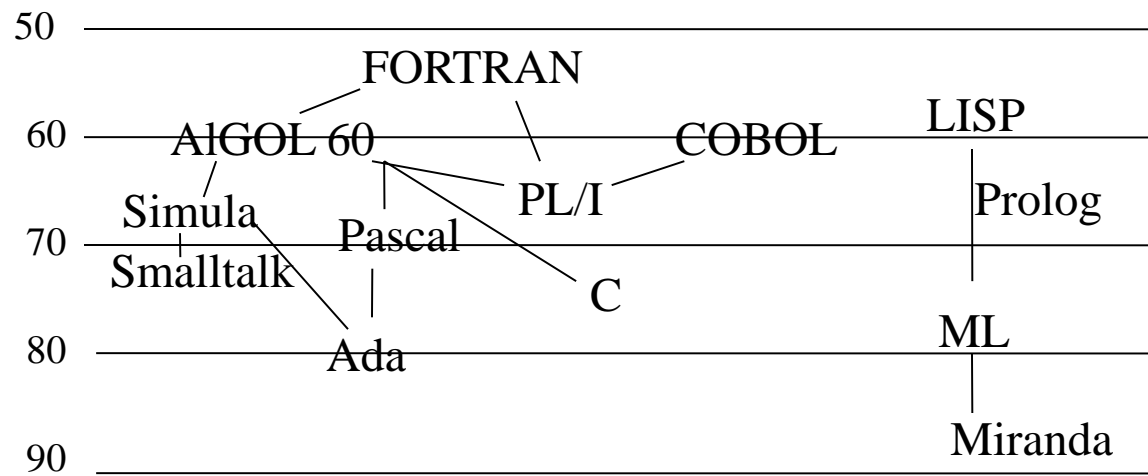 50
FORTRAN
LISP
60 AlGOL 60 COBOL
PL/I Prolog
Simula
Pascal
70
Smalltalk
C
ML
80 Ada
Miranda
90